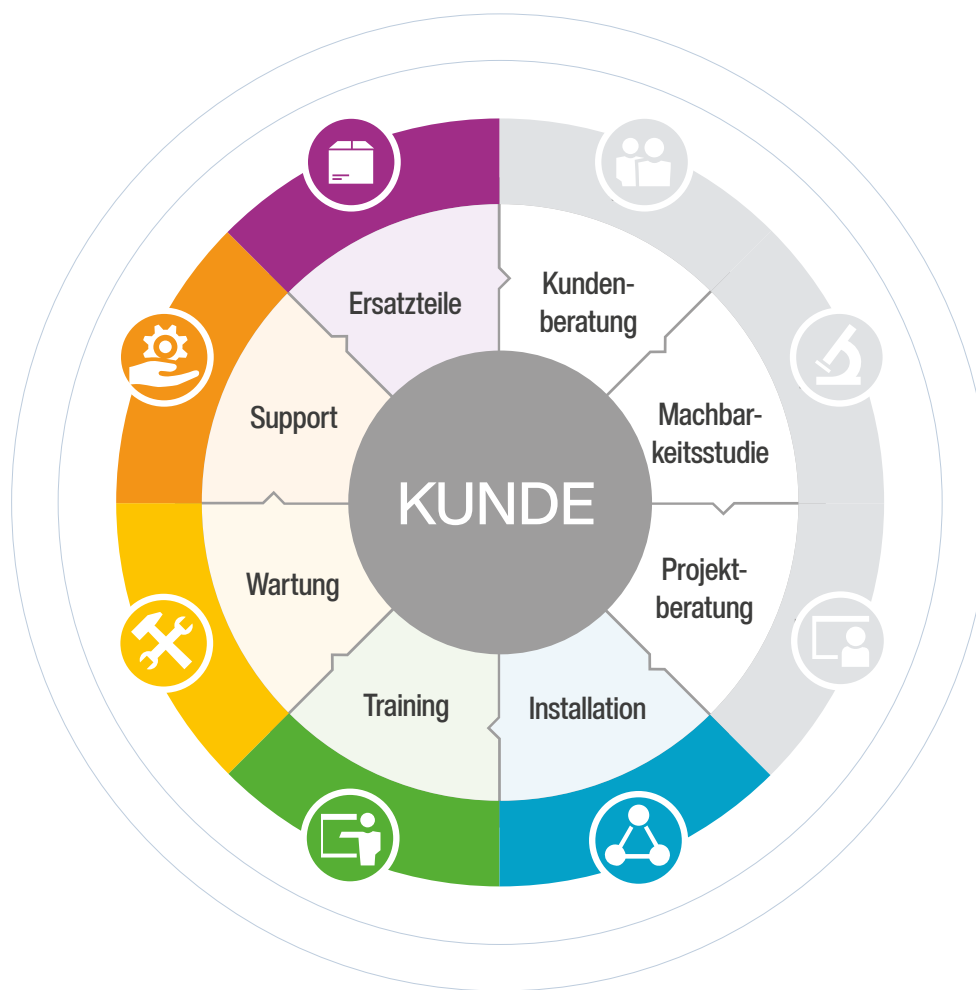 Ersatzteile
Kunden-
beratung
Support
Machbar-
keitsstudie
KUNDE
Wartung
Projekt-
beratung
Training
Installation